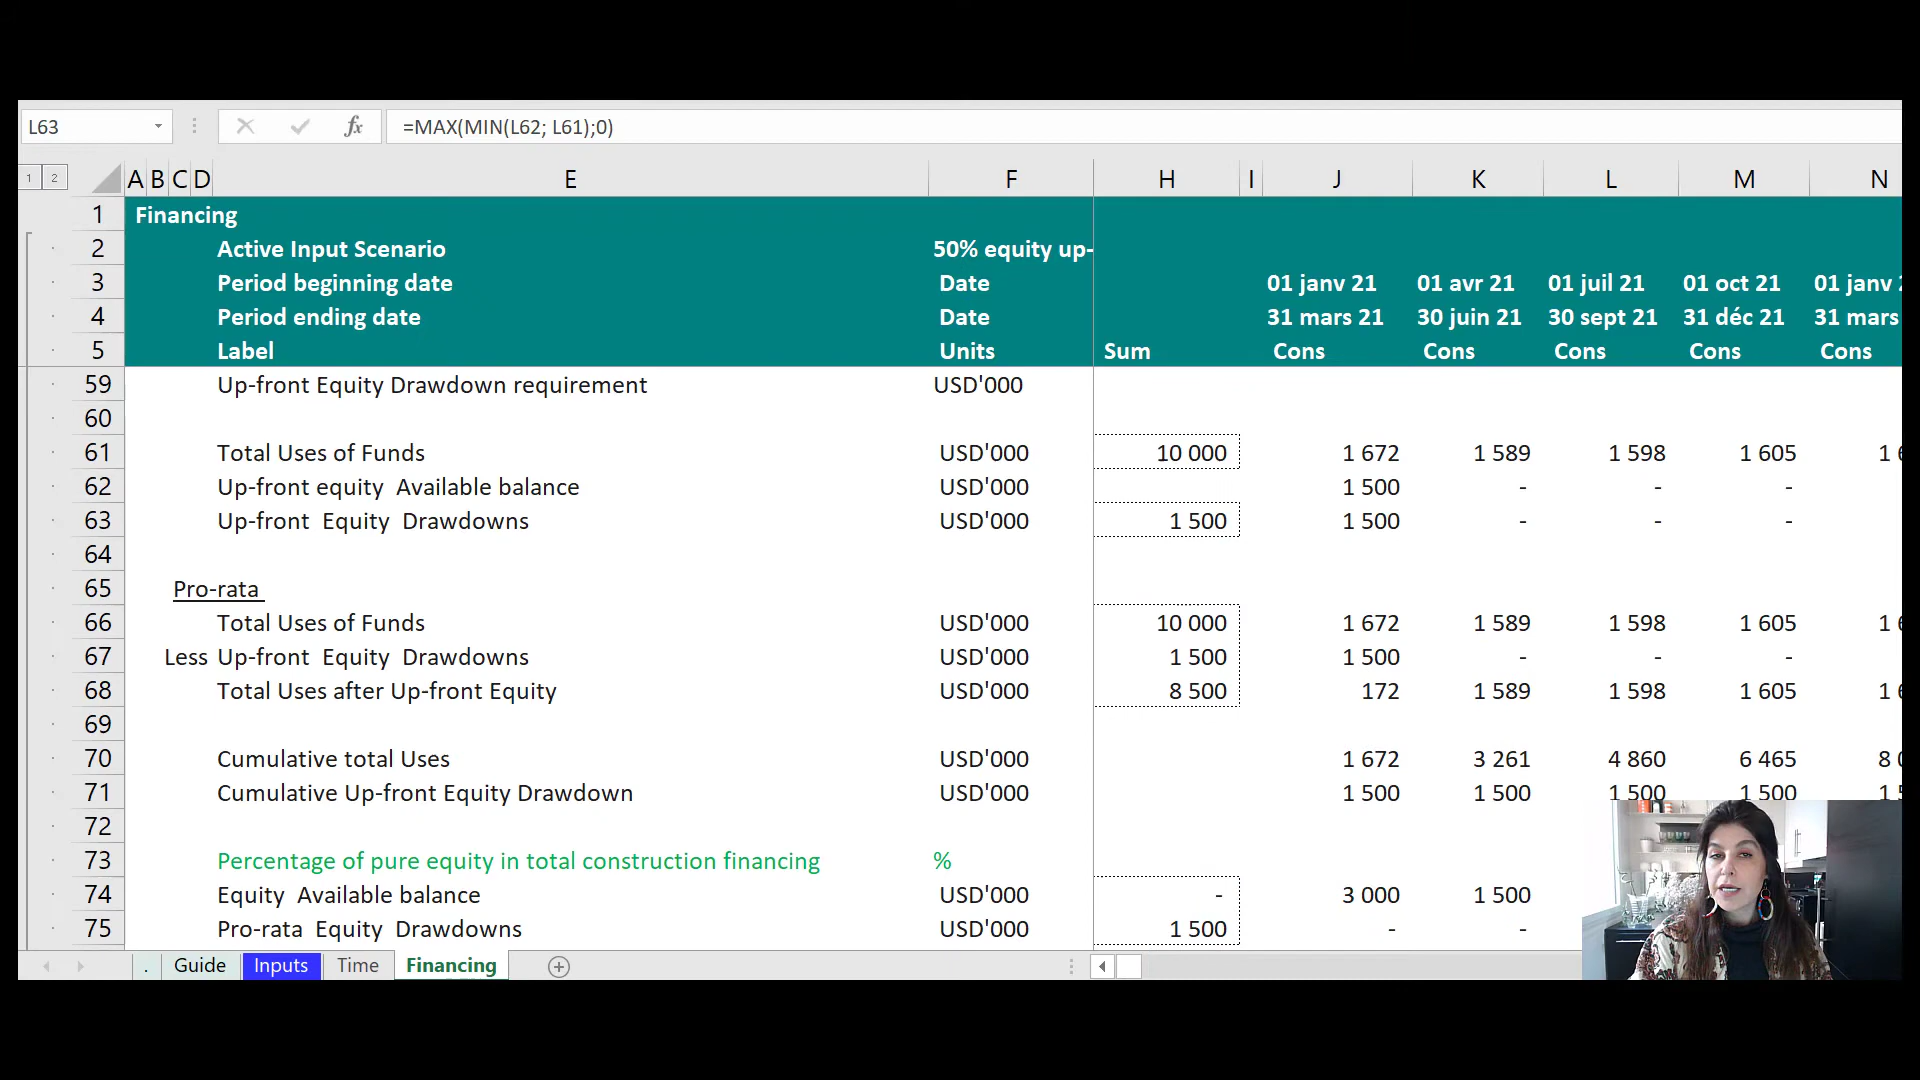 L63 fx =MAX(MIN(L62; L61);0)
1 2 A B C D E F H I J K L M N
1 Financing
2 Active Input Scenario 50% equity up-
3 Period beginning date Date 01 janv 21 01 avr 21 01 juil 21 01 oct 21 01 janv
4 Period ending date Date 31 mars 21 30 juin 21 30 sept 21 31 déc 21 31 mars
5 Label Units Sum Cons Cons Cons Cons Cons
59 Up-front Equity Drawdown requirement USD'000
60
61 Total Uses of Funds USD'000 10 000 1 672 1 589 1 598 1 605 1
62 Up-front equity Available balance USD'000 1 500 - - -
63 Up-front Equity Drawdowns USD'000 1 500 1 500 - - -
64
65 Pro-rata
66 Total Uses of Funds USD'000 10 000 1 672 1 589 1 598 1 605 1
67 Less Up-front Equity Drawdowns USD'000 1 500 1 500 - - -
68 Total Uses after Up-front Equity USD'000 8 500 172 1 589 1 598 1 605 1
69
70 Cumulative total Uses USD'000 1 672 3 261 4 860 6 465 8
71 Cumulative Up-front Equity Drawdown USD'000 1 500 1 500 1 500 1 500
72
73 Percentage of pure equity in total construction financing %
74 Equity Available balance USD'000 - 3 000 1 500
75 Pro-rata Equity Drawdowns USD'000 1 500 - -
. Guide Inputs Time Financing